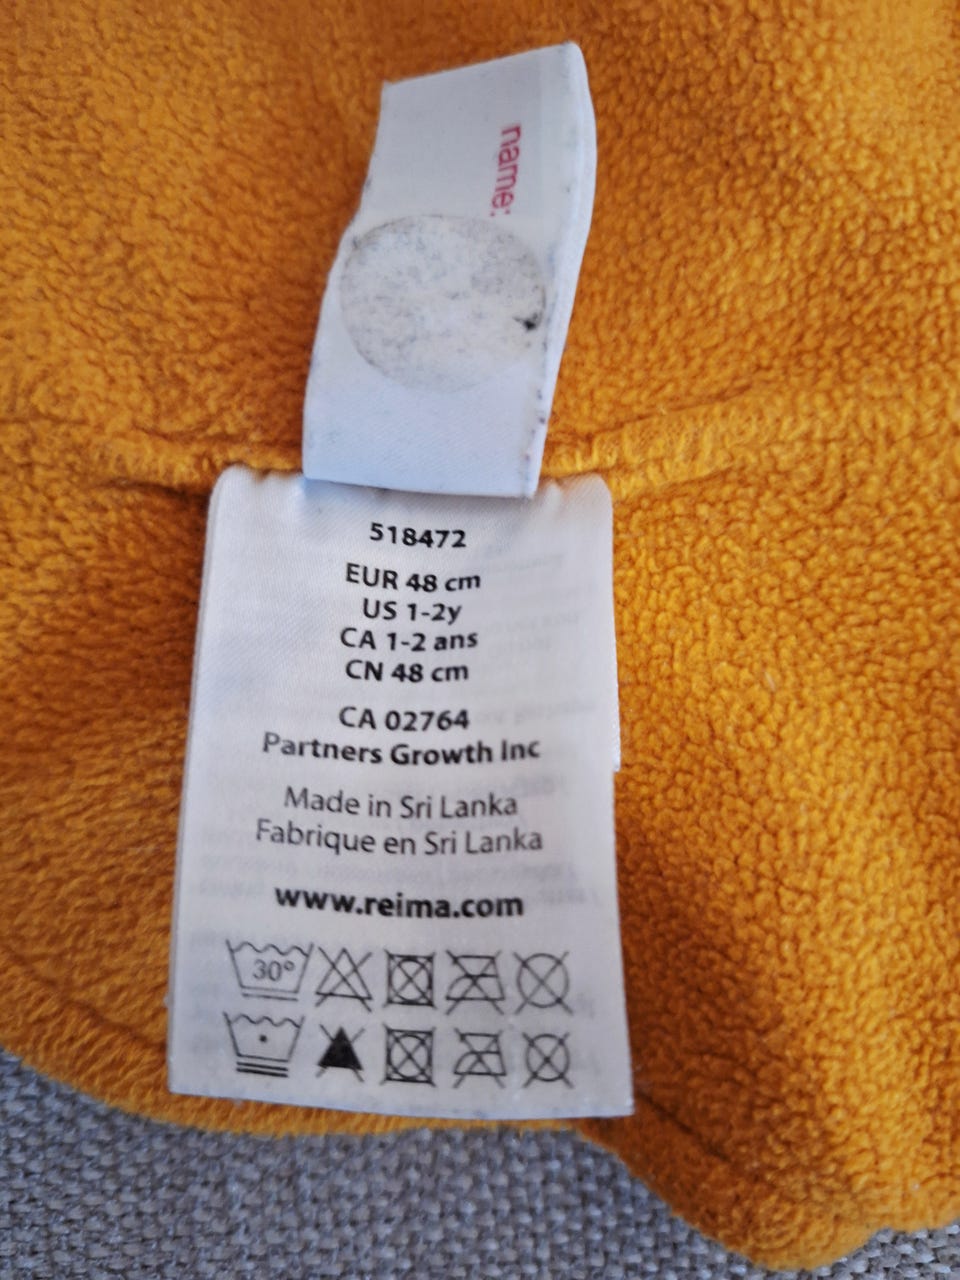 name:
518472
EUR 48 cm
US 1-2y
CA 1-2 ans
CN 48 cm
CA 02764
Partners Growth Inc
Made in Sri Lanka
Fabrique en Sri Lanka
www.reima.com
30°